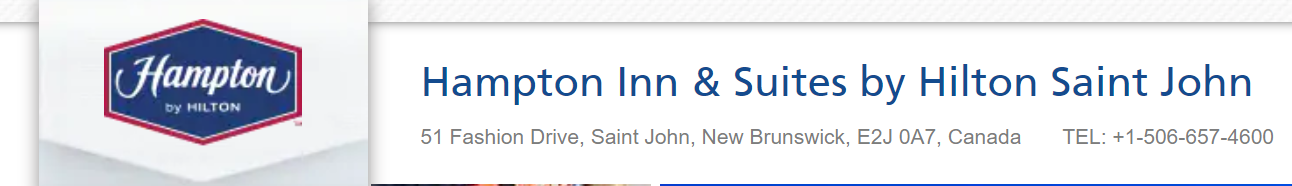 Hampton
by HILTON
Hampton Inn & Suites by Hilton Saint John
51 Fashion Drive, Saint John, New Brunswick, E2J 0A7, Canada TEL: +1-506-657-4600